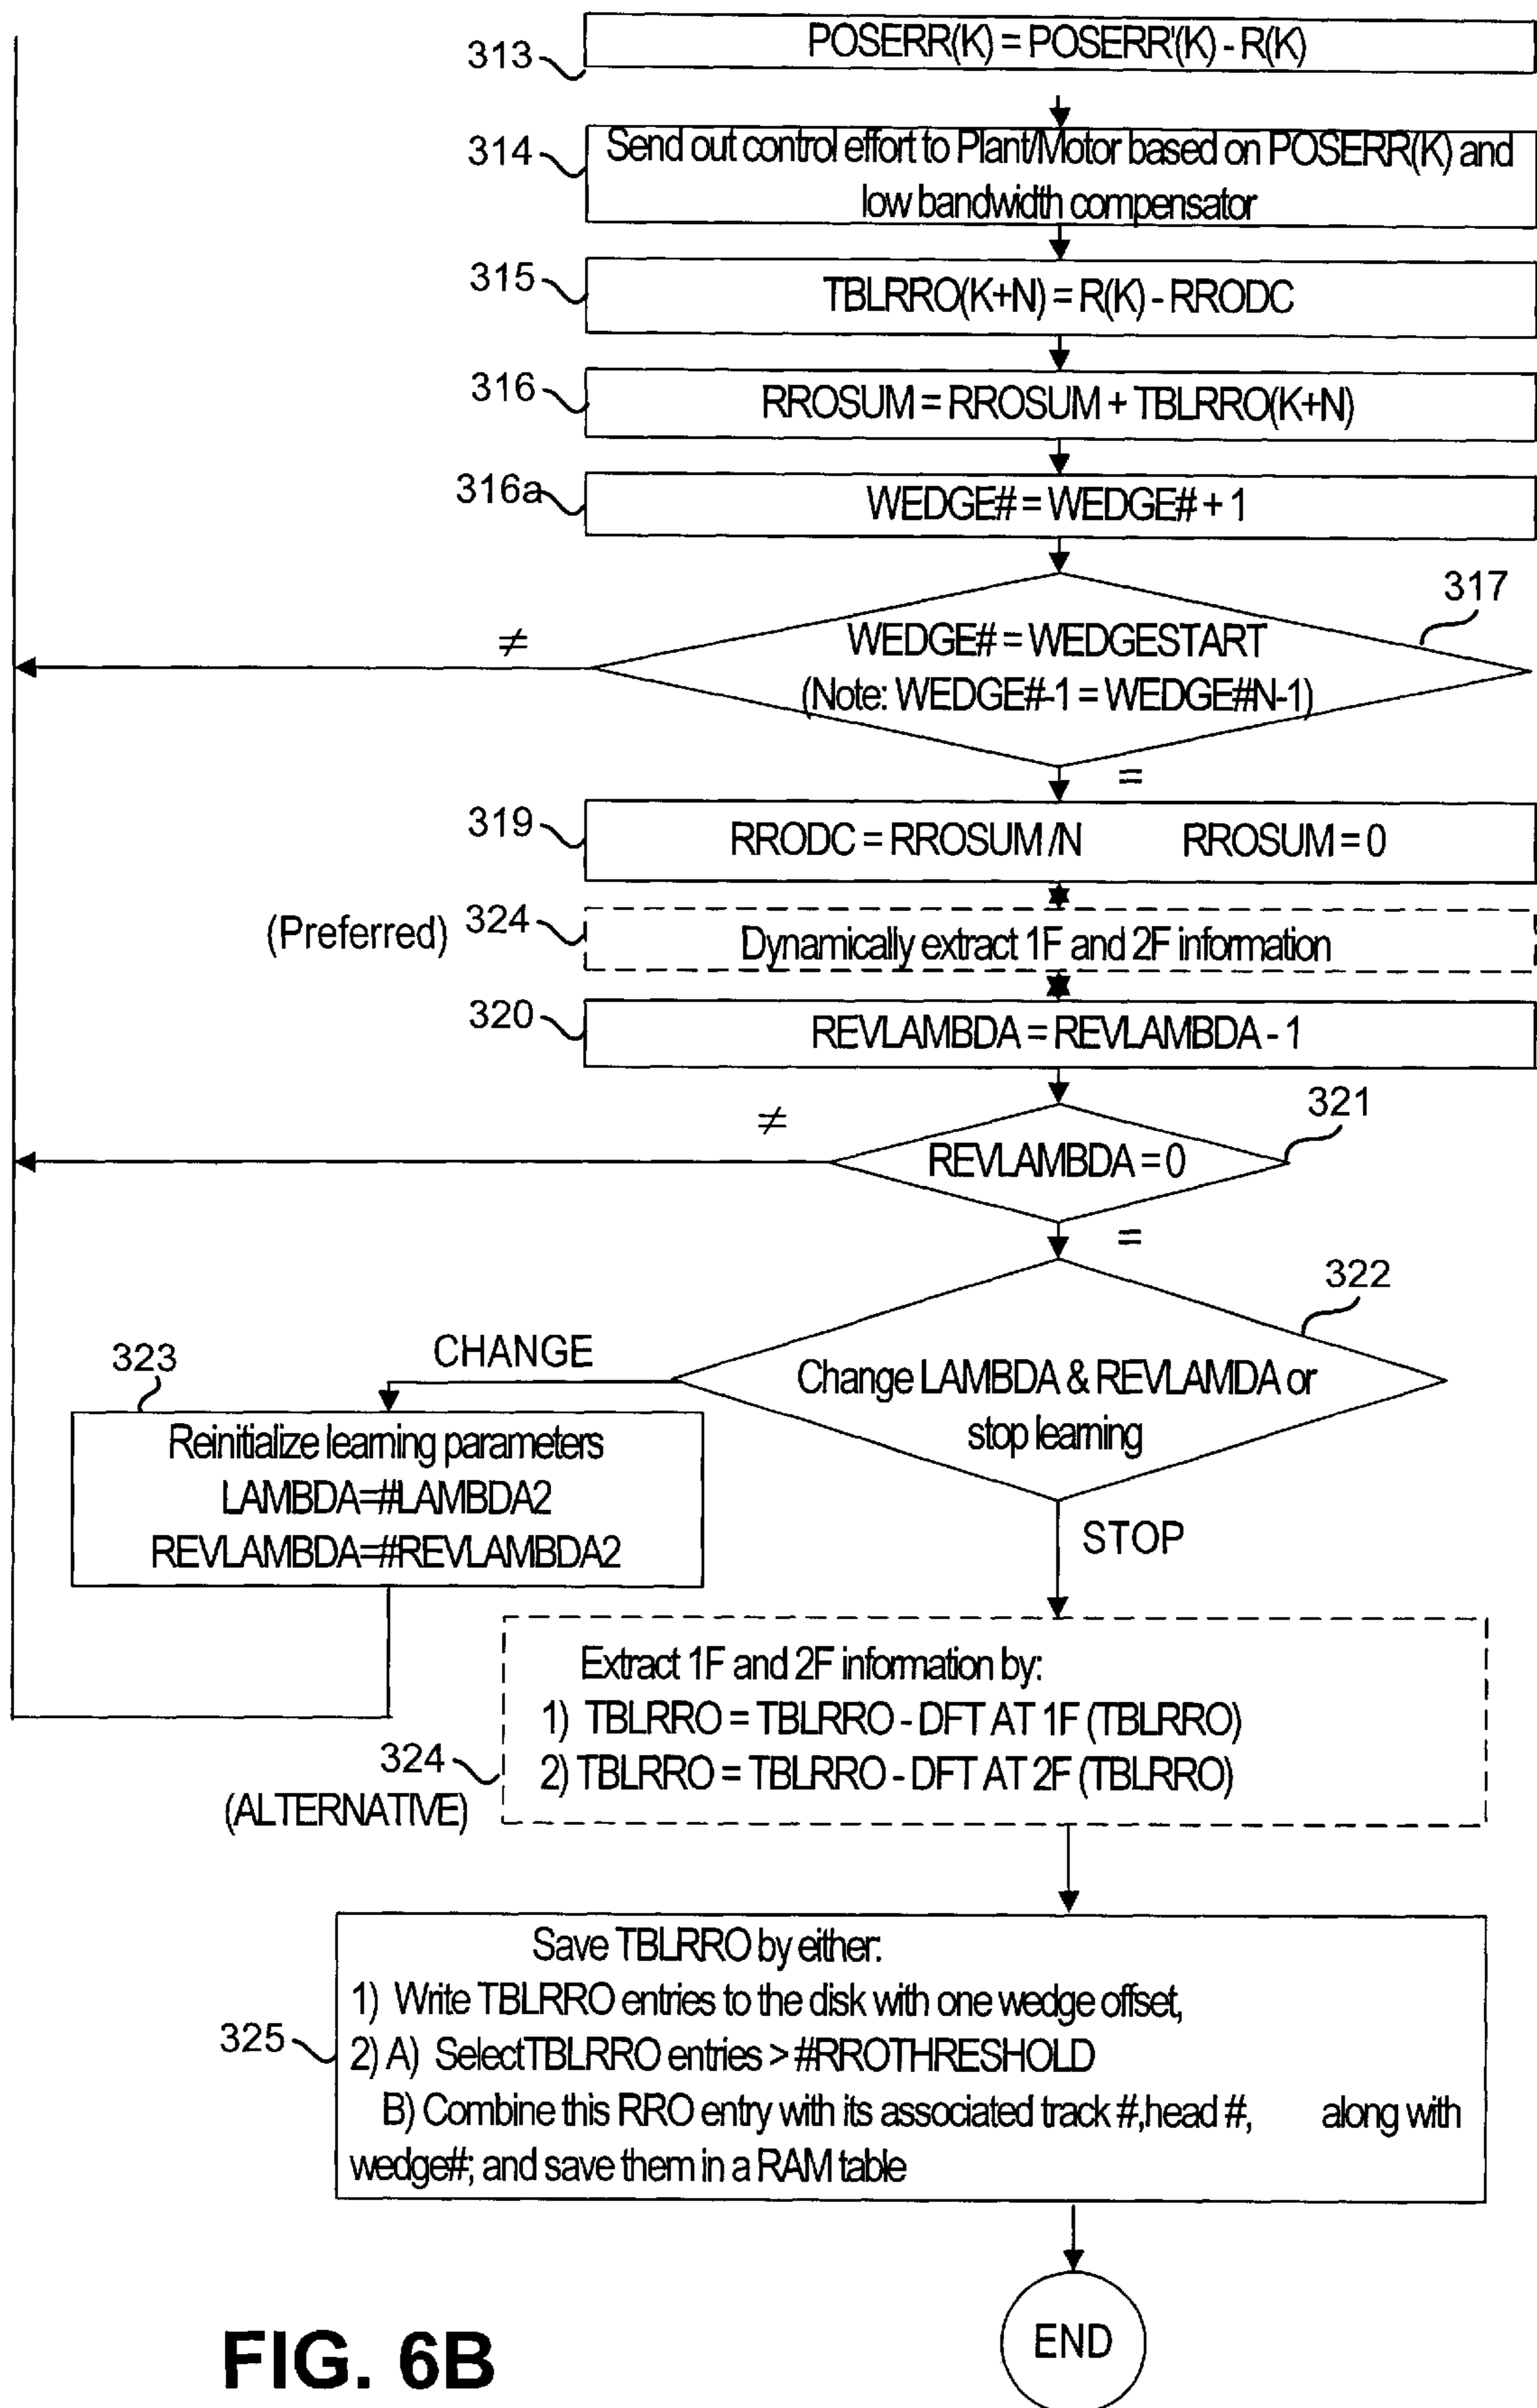 313
POSERR(K) = POSERR'(K) - R(K)
314
Send out control effort to Plant/Motor based on POSERR(K) and
low bandwidth compensator
315
TBLRRO(K+N) = R(K) - RRODC
316
RROSUM = RROSUM + TBLRRO(K+N)
316a
WEDGE# = WEDGE# + 1
317
≠
WEDGE# = WEDGESTART
(Note: WEDGE#-1 = WEDGE#N-1)
=
319
RRODC = RROSUM /N RROSUM = 0
(Preferred) 324
Dynamically extract 1F and 2F information
320
REVLAMBDA = REVLAMBDA - 1
321
≠
REVLAMBDA = 0
=
322
Change LAMBDA & REVLAMDA or
stop learning
CHANGE
323
Reinitialize learning parameters
LAMBDA=#LAMBDA2
REVLAMBDA=#REVLAMBDA2
STOP
Extract 1F and 2F information by:
1) TBLRRO = TBLRRO - DFT AT 1F (TBLRRO)
2) TBLRRO = TBLRRO - DFT AT 2F (TBLRRO)
324
(ALTERNATIVE)
Save TBLRRO by either:
1) Write TBLRRO entries to the disk with one wedge offset,
325
2) A) SelectTBLRRO entries > #RROTHRESHOLD
B) Combine this RRO entry with its associated track #,head #, along with
wedge#; and save them in a RAM table
END
FIG. 6B